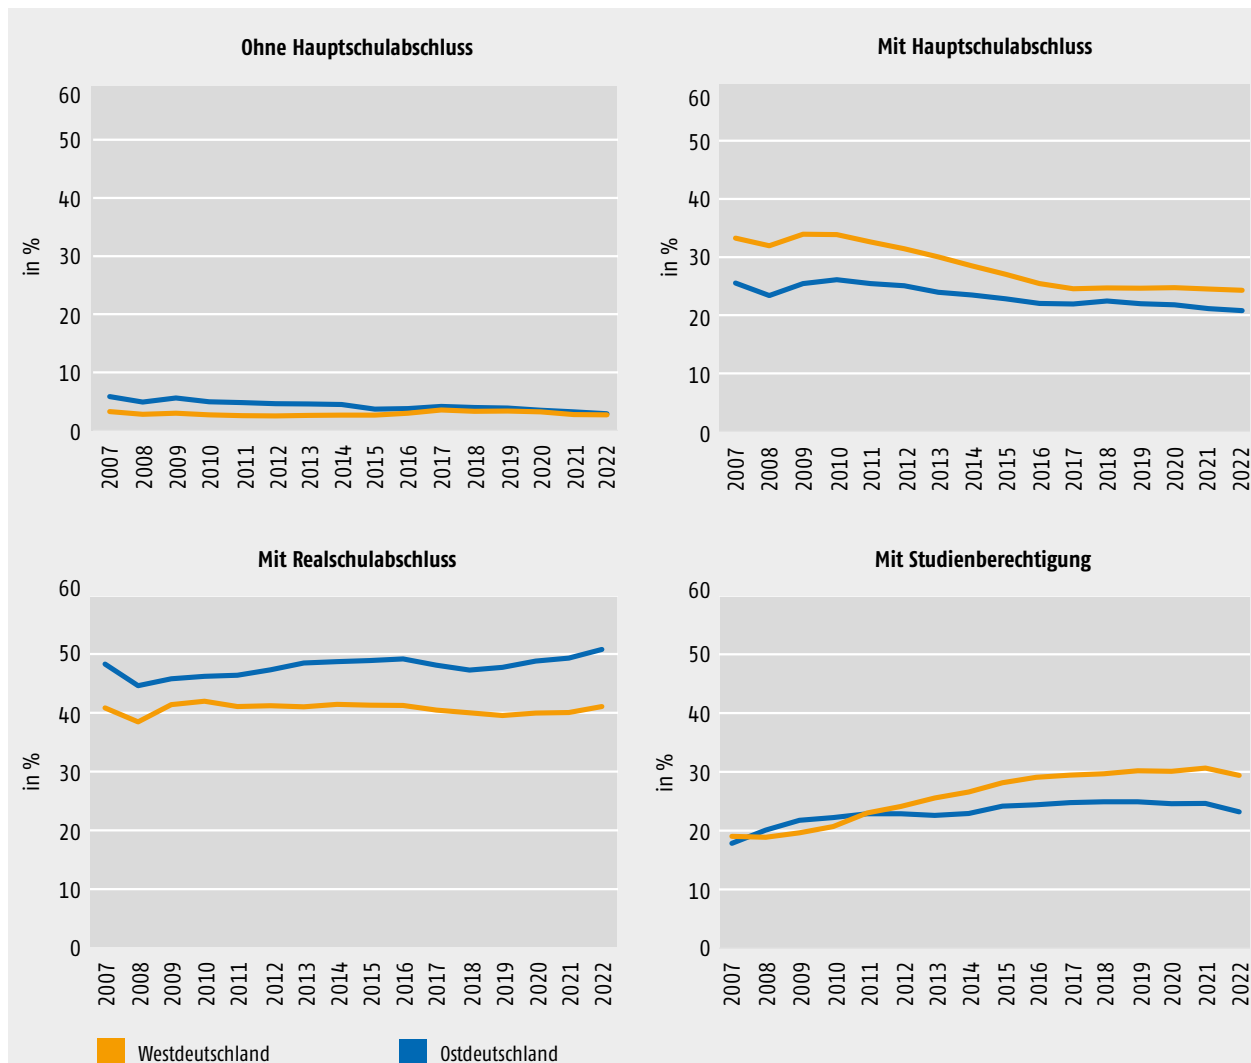 Ohne Hauptschulabschluss
60
50
40
30
20
10
0
in %
2007 2008 2009 2010 2011 2012 2013 2014 2015 2016 2017 2018 2019 2020 2021 2022
Mit Hauptschulabschluss
60
50
40
30
20
10
0
in %
2007 2008 2009 2010 2011 2012 2013 2014 2015 2016 2017 2018 2019 2020 2021 2022
Mit Realschulabschluss
60
50
40
30
20
10
0
in %
2007 2008 2009 2010 2011 2012 2013 2014 2015 2016 2017 2018 2019 2020 2021 2022
Mit Studienberechtigung
60
50
40
30
20
10
0
in %
2007 2008 2009 2010 2011 2012 2013 2014 2015 2016 2017 2018 2019 2020 2021 2022
Westdeutschland Ostdeutschland